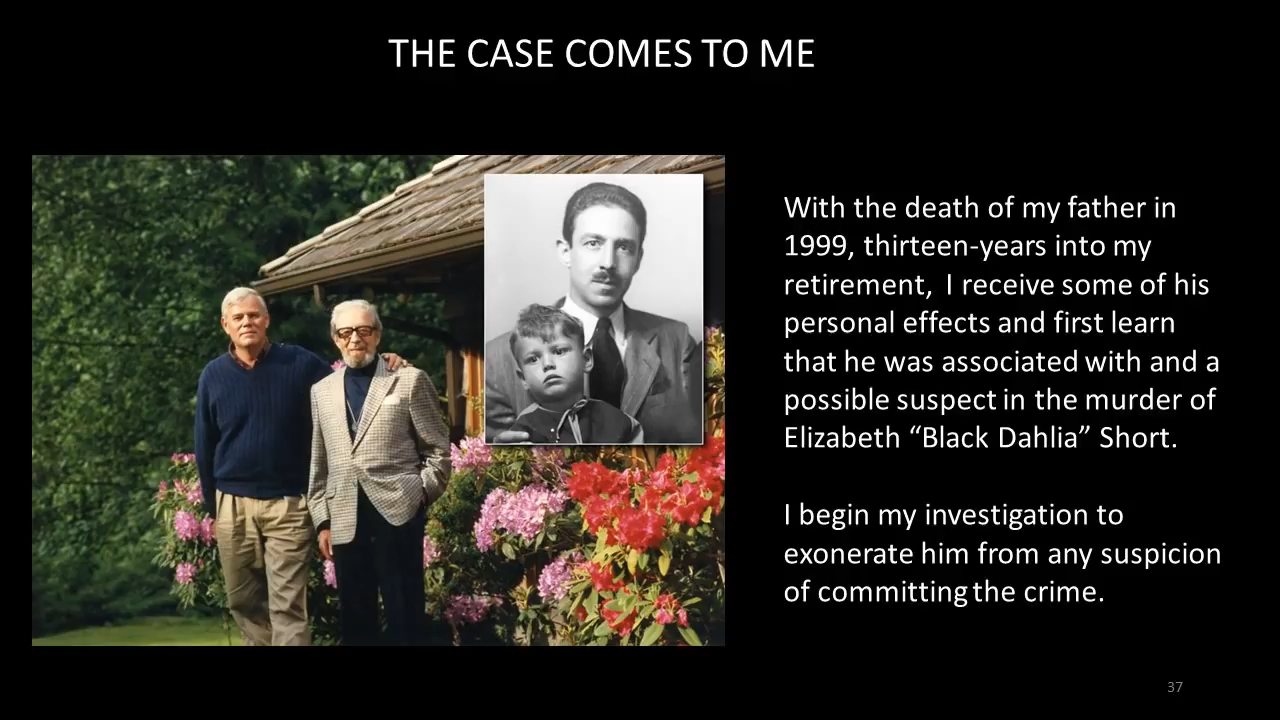 THE CASE COMES TO ME
With the death of my father in
1999, thirteen-years into my
retirement,  I receive some of his
personal effects and first learn
that he was associated with and a
possible suspect in the murder of
Elizabeth “Black Dahlia” Short.
I begin my investigation to
exonerate him from any suspicion
of committing the crime.
37